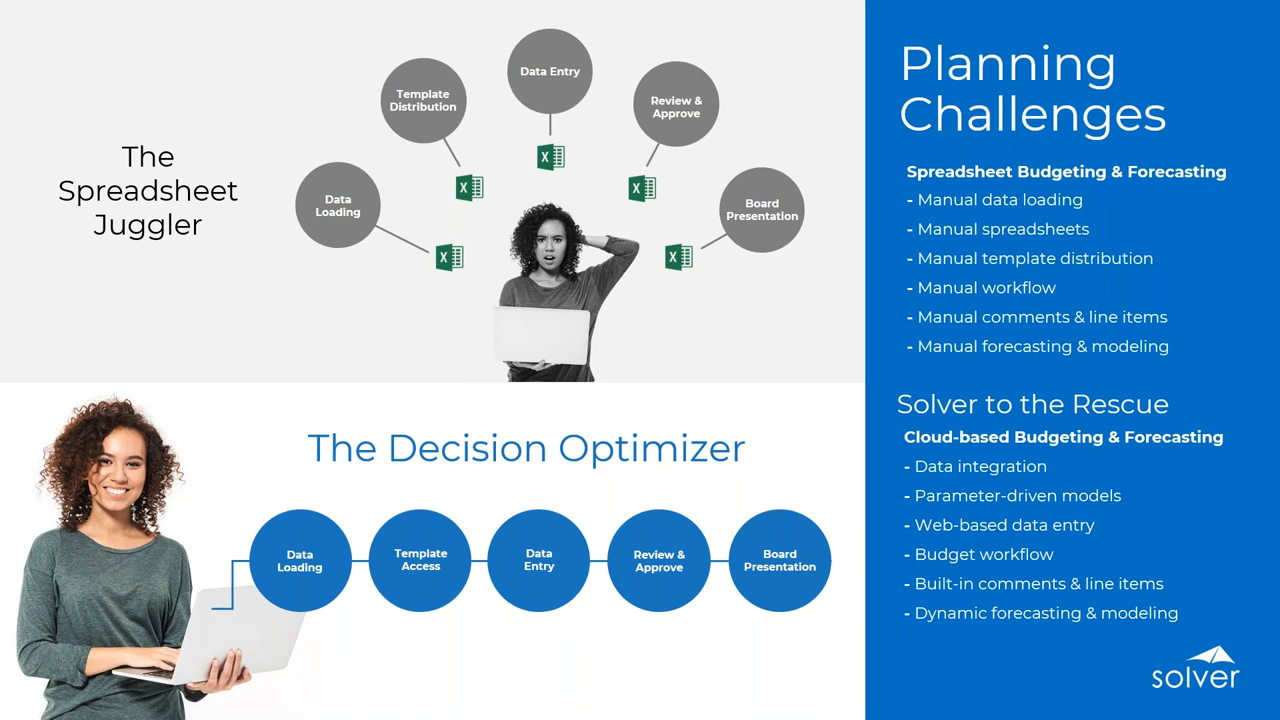 The
Spreadsheet
Juggler
Data
Loading
Template
Distribution
Data Entry
Review &
Approve
Board
Presentation
X
X
X
X
X
The Decision Optimizer
Data
Loading
Template
Access
Data
Entry
Review &
Approve
Board
Presentation
Planning
Challenges
Spreadsheet Budgeting & Forecasting
- Manual data loading
- Manual spreadsheets
- Manual template distribution
- Manual workflow
- Manual comments & line items
- Manual forecasting & modeling
Solver to the Rescue
Cloud-based Budgeting & Forecasting
- Data integration
- Parameter-driven models
- Web-based data entry
- Budget workflow
- Built-in comments & line items
- Dynamic forecasting & modeling
solver